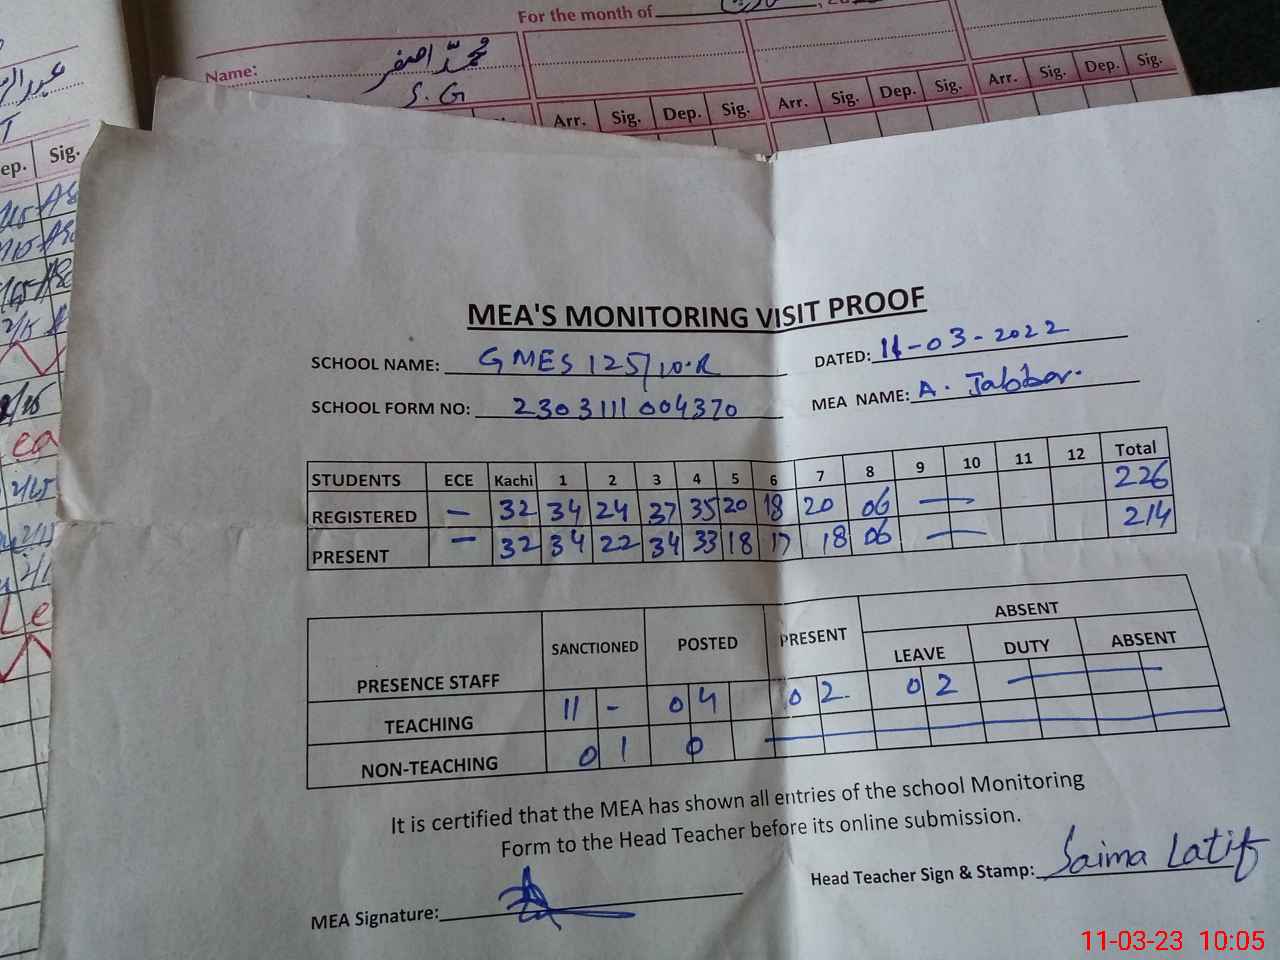 For the month of
Name: محمد اصغر
S.G
Arr. Sig. Dep. Sig. Arr. Sig. Dep. Sig. Arr. Sig. Dep. Sig.
ep. Sig.
MEA'S MONITORING VISIT PROOF
SCHOOL NAME: GMES 125/10.R DATED: 11-03-2022
SCHOOL FORM NO: 2303111004370 MEA NAME: A. Jabbar.
STUDENTS ECE Kachi 1 2 3 4 5 6 7 8 9 10 11 12 Total
REGISTERED — 32 34 24 37 35 20 18 20 06 — 226
PRESENT — 32 34 22 34 33 18 17 18 06 — 214
PRESENCE STAFF SANCTIONED POSTED PRESENT ABSENT
LEAVE DUTY ABSENT
TEACHING 11 - 04 02 02 —
NON-TEACHING 01 0 —
It is certified that the MEA has shown all entries of the school Monitoring
Form to the Head Teacher before its online submission.
MEA Signature: Head Teacher Sign & Stamp: Saima Latif
11-03-23 10:05